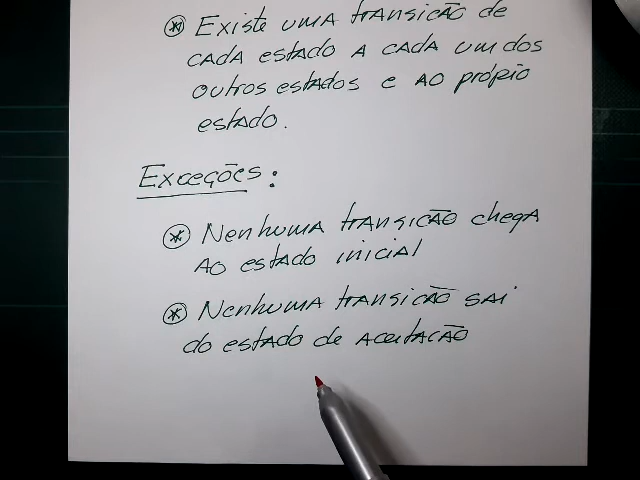 ⊛ Existe uma transição de
cada estado a cada um dos
outros estados e ao próprio
estado.
Exceções:
⊛ Nenhuma transição chega
ao estado inicial
⊛ Nenhuma transição sai
do estado de aceitação